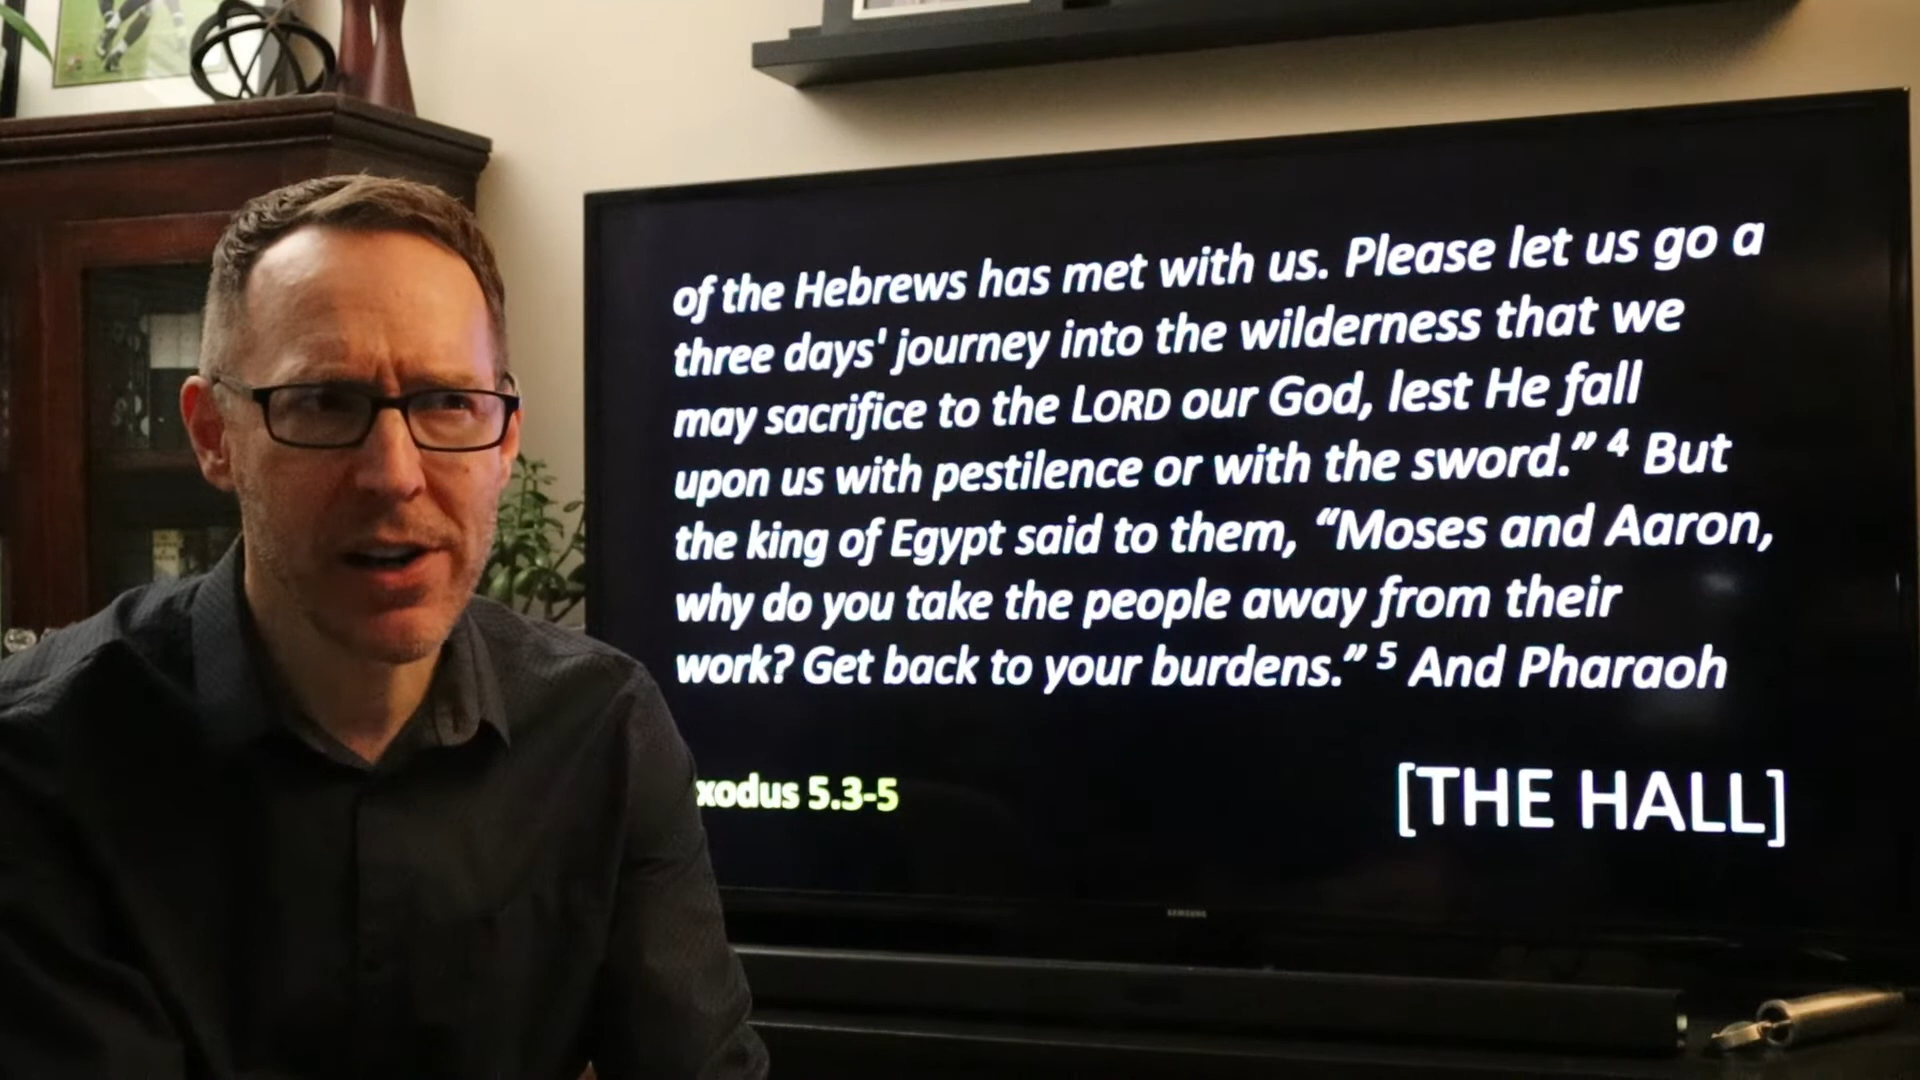 of the Hebrews has met with us. Please let us go a
three days' journey into the wilderness that we
may sacrifice to the LORD our God, lest He fall
upon us with pestilence or with the sword.” 4 But
the king of Egypt said to them, “Moses and Aaron,
why do you take the people away from their
work? Get back to your burdens.” 5 And Pharaoh
xodus 5.3-5
[THE HALL]
SAMSUNG